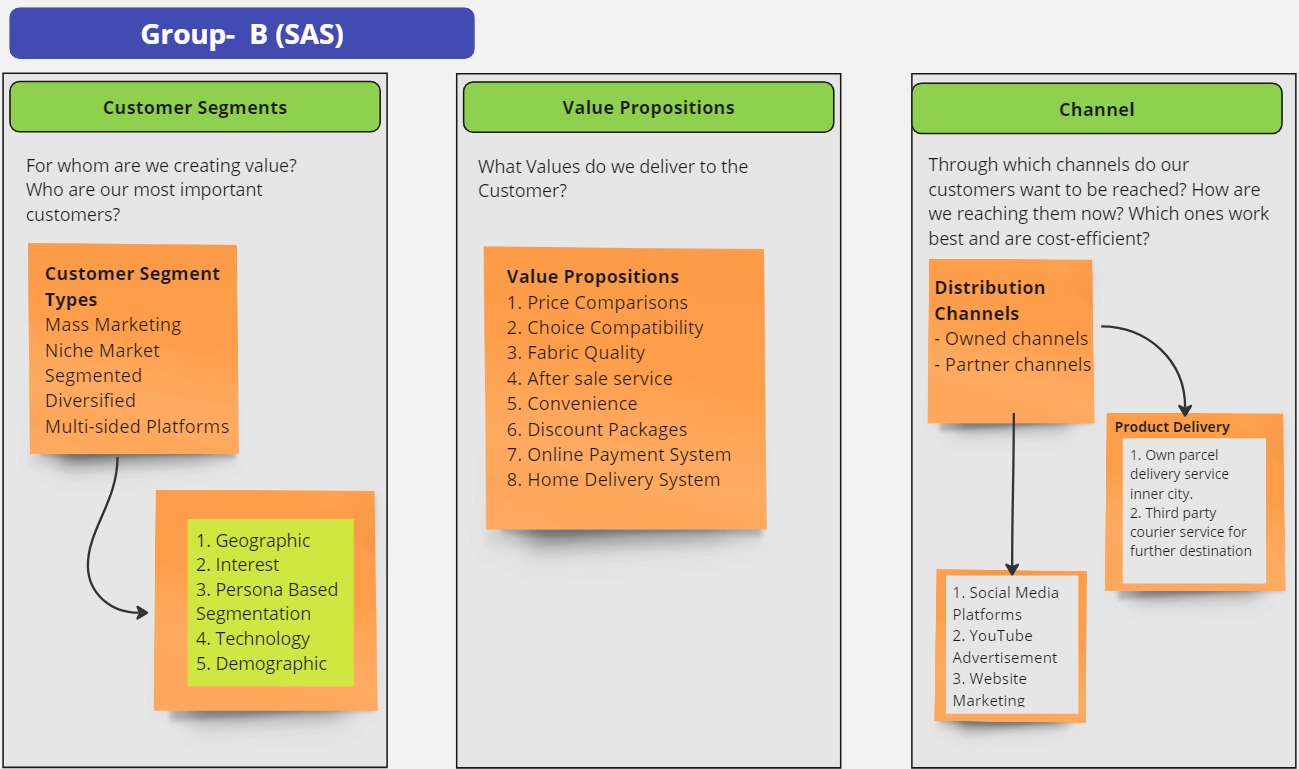 Group-  B (SAS)
Customer Segments
For whom are we creating value?
Who are our most important
customers?
Customer Segment
Types
Mass Marketing
Niche Market
Segmented
Diversified
Multi-sided Platforms
1. Geographic
2. Interest
3. Persona Based
Segmentation
4. Technology
5. Demographic
Value Propositions
What Values do we deliver to the
Customer?
Value Propositions
1. Price Comparisons
2. Choice Compatibility
3. Fabric Quality
4. After sale service
5. Convenience
6. Discount Packages
7. Online Payment System
8. Home Delivery System
Channel
Through which channels do our
customers want to be reached? How are
we reaching them now? Which ones work
best and are cost-efficient?
Distribution
Channels
- Owned channels
- Partner channels
Product Delivery
1. Own parcel
delivery service
inner city.
2. Third party
courier service for
further destination
1. Social Media
Platforms
2. YouTube
Advertisement
3. Website
Marketing